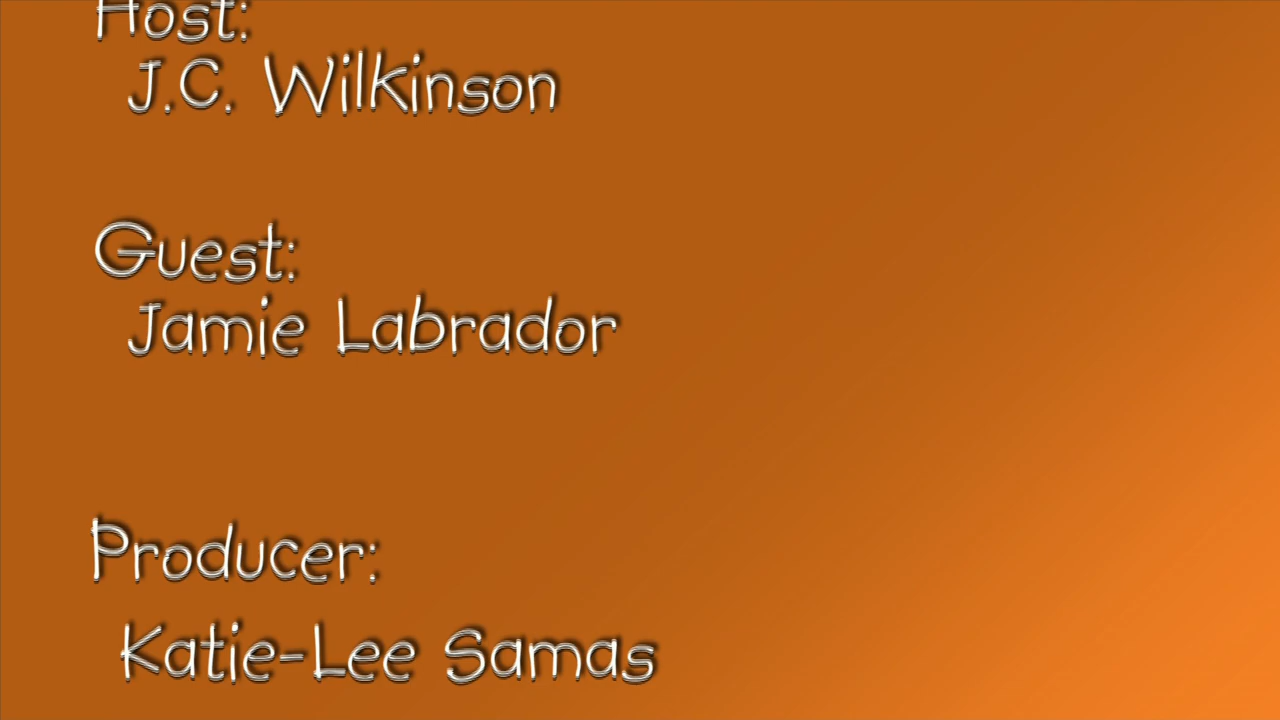 Host:
J.C. Wilkinson
Guest:
Jamie Labrador
Producer:
Katie-Lee Samas